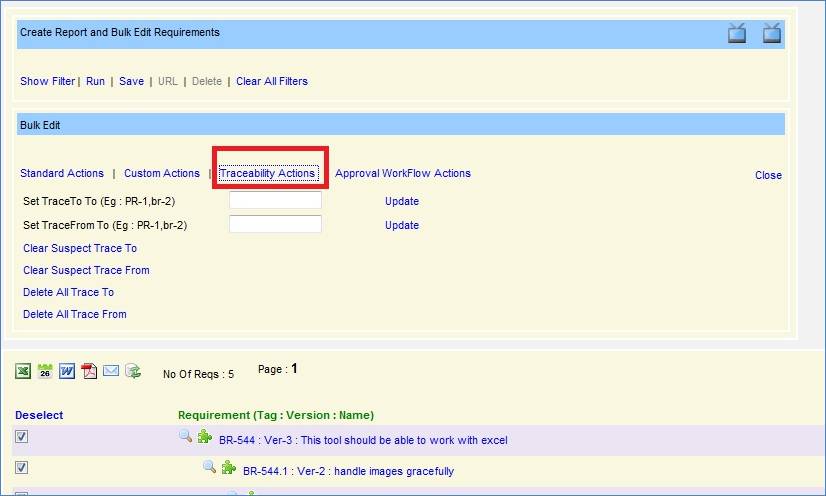 Create Report and Bulk Edit Requirements
Show Filter | Run | Save | URL | Delete | Clear All Filters
Bulk Edit
Standard Actions | Custom Actions | Traceability Actions Approval WorkFlow Actions
Close
Set TraceTo To (Eg : PR-1,br-2) Update
Set TraceFrom To (Eg : PR-1,br-2) Update
Clear Suspect Trace To
Clear Suspect Trace From
Delete All Trace To
Delete All Trace From
26 W No Of Reqs : 5 Page : 1
Deselect Requirement (Tag : Version : Name)
BR-544 : Ver-3 : This tool should be able to work with excel
BR-544.1 : Ver-2 : handle images gracefully